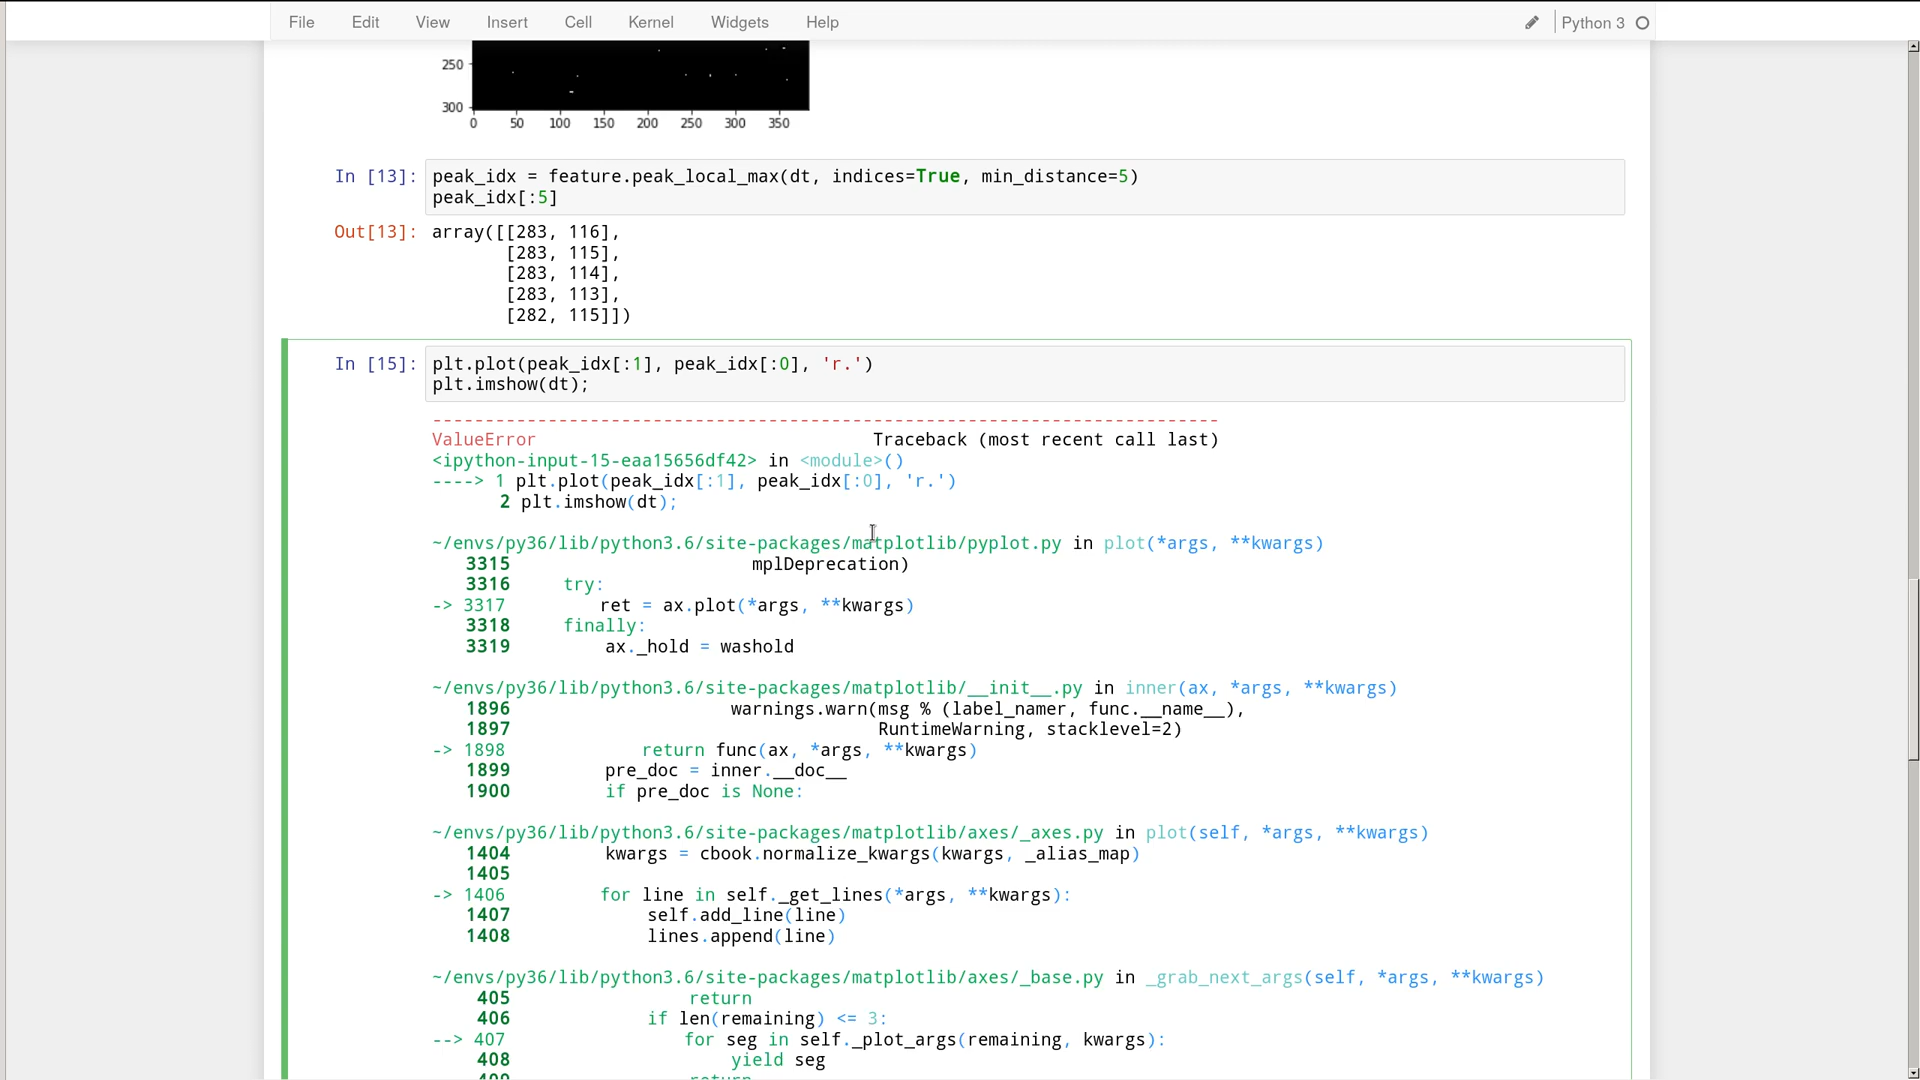 File Edit View Insert Cell Kernel Widgets Help Python 3
250
300
0 50 100 150 200 250 300 350
In [13]: peak_idx = feature.peak_local_max(dt, indices=True, min_distance=5)
peak_idx[:5]
Out[13]: array([[283, 116],
[283, 115],
[283, 114],
[283, 113],
[282, 115]])
In [15]: plt.plot(peak_idx[:1], peak_idx[:0], 'r.')
plt.imshow(dt);
---------------------------------------------------------------------------
ValueError Traceback (most recent call last)
<ipython-input-15-eaa15656df42> in <module>()
----> 1 plt.plot(peak_idx[:1], peak_idx[:0], 'r.')
2 plt.imshow(dt);
~/envs/py36/lib/python3.6/site-packages/matplotlib/pyplot.py in plot(*args, **kwargs)
3315 mplDeprecation)
3316 try:
-> 3317 ret = ax.plot(*args, **kwargs)
3318 finally:
3319 ax._hold = washold
~/envs/py36/lib/python3.6/site-packages/matplotlib/__init__.py in inner(ax, *args, **kwargs)
1896 warnings.warn(msg % (label_namer, func.__name__),
1897 RuntimeWarning, stacklevel=2)
-> 1898 return func(ax, *args, **kwargs)
1899 pre_doc = inner.__doc__
1900 if pre_doc is None:
~/envs/py36/lib/python3.6/site-packages/matplotlib/axes/_axes.py in plot(self, *args, **kwargs)
1404 kwargs = cbook.normalize_kwargs(kwargs, _alias_map)
1405
-> 1406 for line in self._get_lines(*args, **kwargs):
1407 self.add_line(line)
1408 lines.append(line)
~/envs/py36/lib/python3.6/site-packages/matplotlib/axes/_base.py in _grab_next_args(self, *args, **kwargs)
405 return
406 if len(remaining) <= 3:
--> 407 for seg in self._plot_args(remaining, kwargs):
408 yield seg